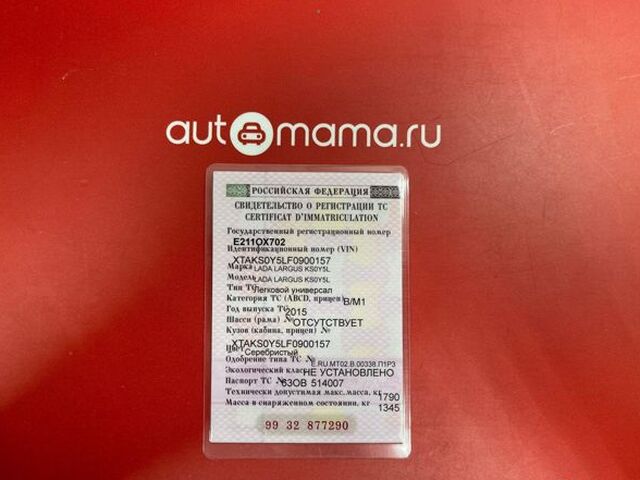 automama.ru
РОССИЙСКАЯ ФЕДЕРАЦИЯ
СВИДЕТЕЛЬСТВО О РЕГИСТРАЦИИ ТС
CERTIFICAT D'IMMATRICULATION
Государственный регистрационный номер
Е211ОХ702
Идентификационный номер (VIN)
XTAKS0Y5LF0900157
Марка LADA LARGUS KS0Y5L
Модель LADA LARGUS KS0Y5L
Тип ТС Легковой универсал
Категория ТС (ABCD, прицеп) B/M1
Год выпуска ТС 2015
Шасси (рама) № ОТСУТСТВУЕТ
Кузов (кабина, прицеп) №
XTAKS0Y5LF0900157
Цвет Серебристый
Одобрение типа ТС № E.RU.MT02.B.00338.П1Р3
Экологический класс НЕ УСТАНОВЛЕНО
Паспорт ТС № 63ОВ 514007
Технически допустимая макс. масса, кг 1790
Масса в снаряженном состоянии, кг 1345
99 32 877290